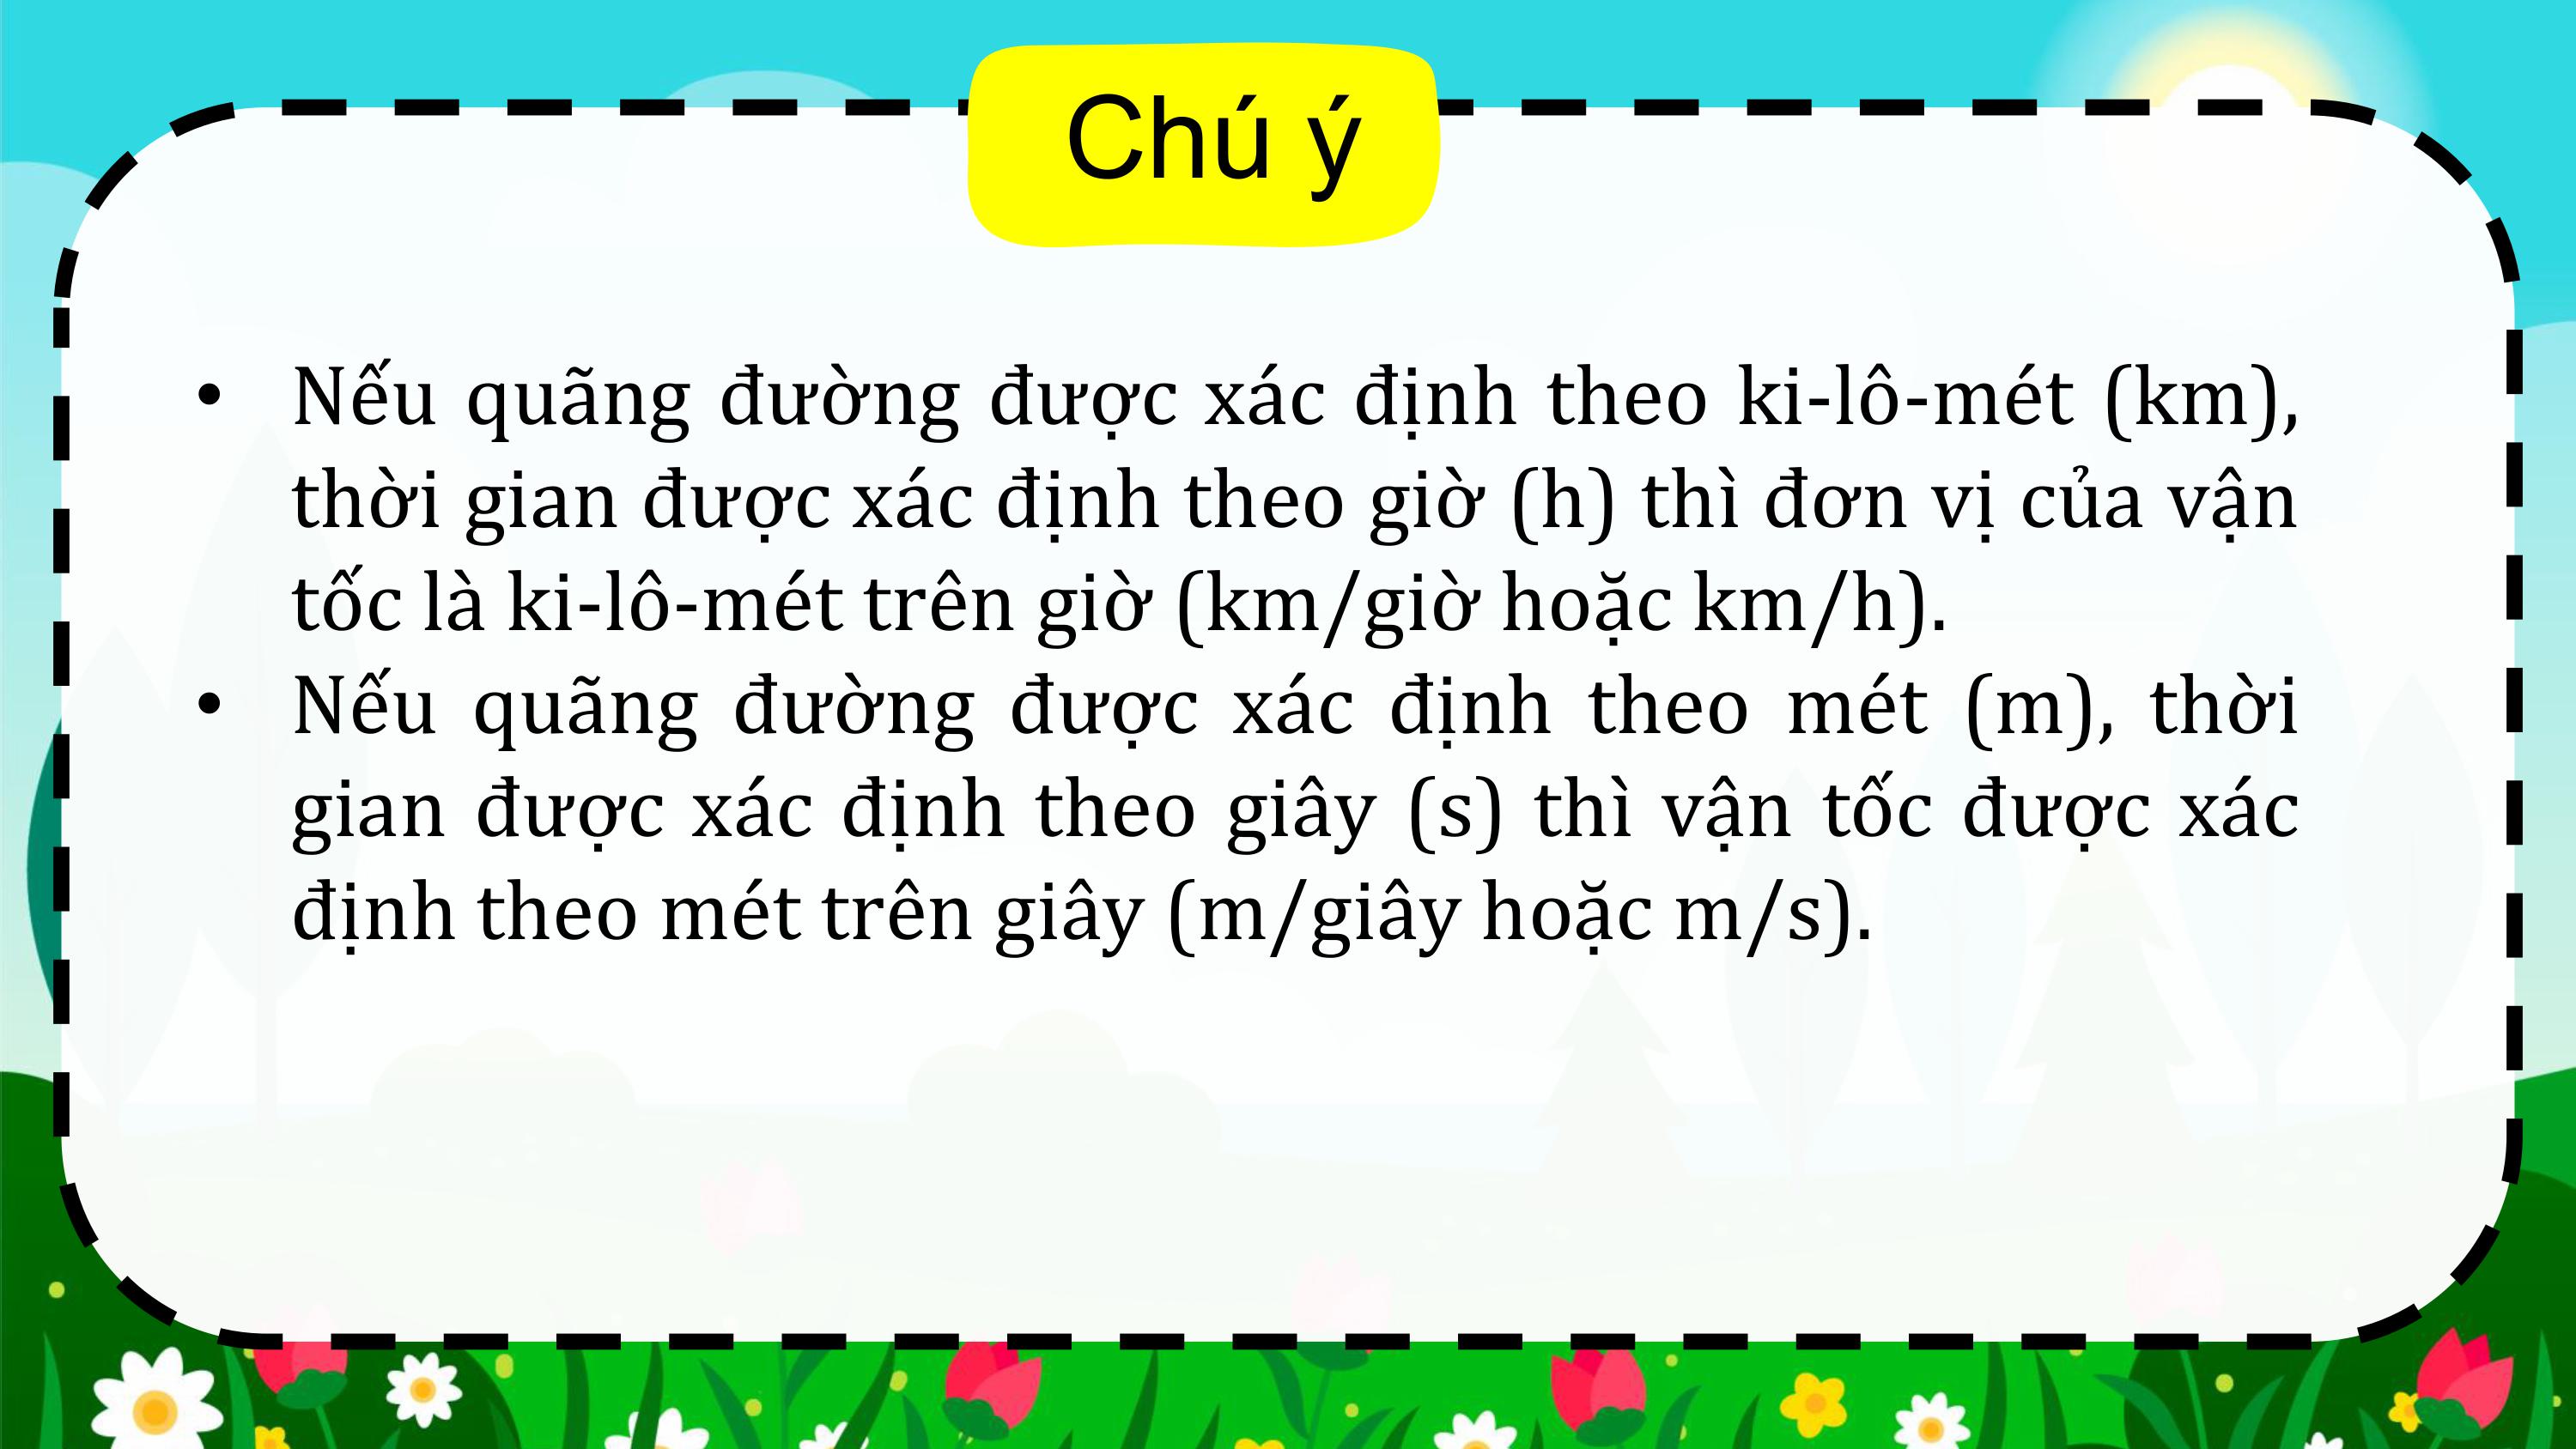 Chú ý
• Nếu quãng đường được xác định theo ki-lô-mét (km),
thời gian được xác định theo giờ (h) thì đơn vị của vận
tốc là ki-lô-mét trên giờ (km/giờ hoặc km/h).
• Nếu quãng đường được xác định theo mét (m), thời
gian được xác định theo giây (s) thì vận tốc được xác
định theo mét trên giây (m/giây hoặc m/s).